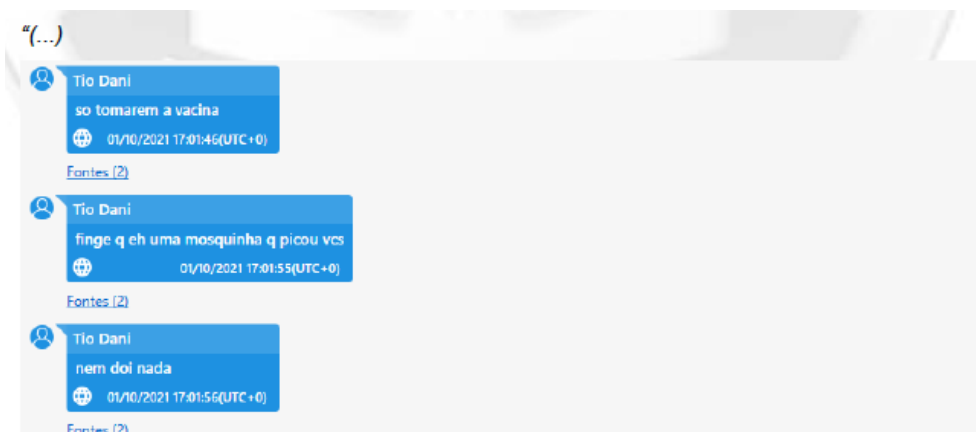 “(...)
Tio Dani
so tomarem a vacina
01/10/2021 17:01:46(UTC+0)
Fontes (2)
Tio Dani
finge q eh uma mosquinha q picou vcs
01/10/2021 17:01:55(UTC+0)
Fontes (2)
Tio Dani
nem doi nada
01/10/2021 17:01:56(UTC+0)
Fontes (2)